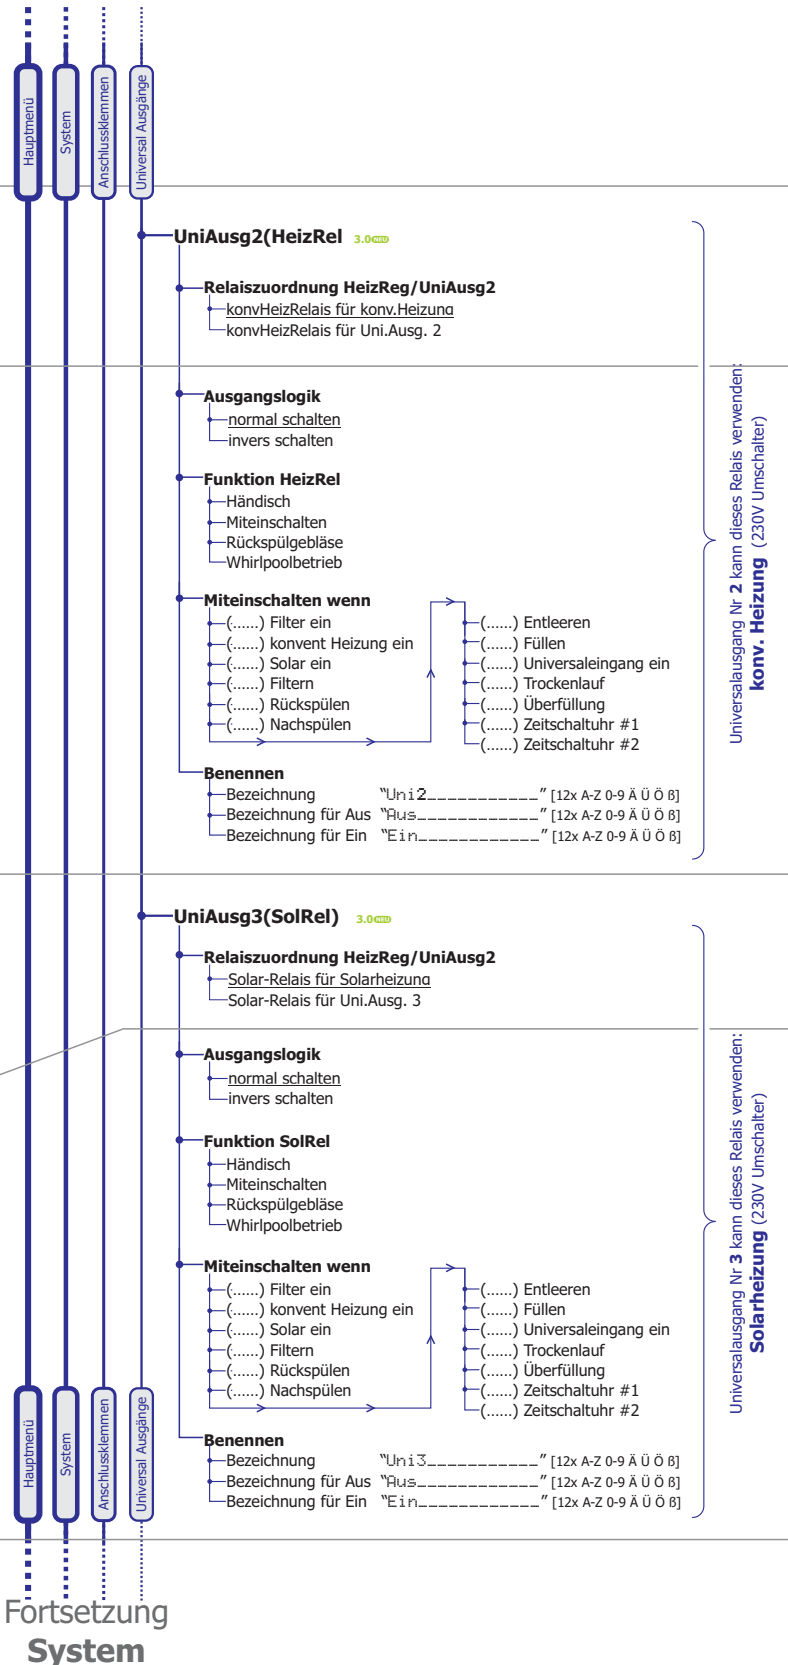 Hauptmenü
System
Anschlussklemmen
Universal Ausgänge
UniAusg2(HeizRel 3.0 NEU
Relaiszuordnung HeizReg/UniAusg2
konvHeizRelais für konv.Heizung
konvHeizRelais für Uni.Ausg. 2
Ausgangslogik
normal schalten
invers schalten
Funktion HeizRel
Händisch
Miteinschalten
Rückspülgebläse
Whirlpoolbetrieb
Miteinschalten wenn
(......) Filter ein
(......) konvent Heizung ein
(......) Solar ein
(......) Filtern
(......) Rückspülen
(......) Nachspülen
(......) Entleeren
(......) Füllen
(......) Universaleingang ein
(......) Trockenlauf
(......) Überfüllung
(......) Zeitschaltuhr #1
(......) Zeitschaltuhr #2
Benennen
Bezeichnung "Uni2___________" [12x A-Z 0-9 Ä Ü Ö ß]
Bezeichnung für Aus "Aus____________" [12x A-Z 0-9 Ä Ü Ö ß]
Bezeichnung für Ein "Ein____________" [12x A-Z 0-9 Ä Ü Ö ß]
Universalausgang Nr 2 kann dieses Relais verwenden:
konv. Heizung (230V Umschalter)
UniAusg3(SolRel) 3.0 NEU
Relaiszuordnung HeizReg/UniAusg2
Solar-Relais für Solarheizung
Solar-Relais für Uni.Ausg. 3
Ausgangslogik
normal schalten
invers schalten
Funktion SolRel
Händisch
Miteinschalten
Rückspülgebläse
Whirlpoolbetrieb
Miteinschalten wenn
(......) Filter ein
(......) konvent Heizung ein
(......) Solar ein
(......) Filtern
(......) Rückspülen
(......) Nachspülen
(......) Entleeren
(......) Füllen
(......) Universaleingang ein
(......) Trockenlauf
(......) Überfüllung
(......) Zeitschaltuhr #1
(......) Zeitschaltuhr #2
Benennen
Bezeichnung "Uni3___________" [12x A-Z 0-9 Ä Ü Ö ß]
Bezeichnung für Aus "Aus____________" [12x A-Z 0-9 Ä Ü Ö ß]
Bezeichnung für Ein "Ein____________" [12x A-Z 0-9 Ä Ü Ö ß]
Universalausgang Nr 3 kann dieses Relais verwenden:
Solarheizung (230V Umschalter)
Hauptmenü
System
Anschlussklemmen
Universal Ausgänge
Fortsetzung
System